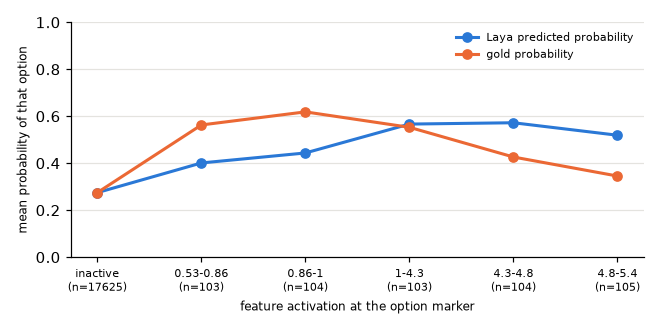 1.0
0.8
0.6
0.4
0.2
0.0
mean probability of that option
Laya predicted probability
gold probability
inactive
(n=17625)
0.53-0.86
(n=103)
0.86-1
(n=104)
1-4.3
(n=103)
4.3-4.8
(n=104)
4.8-5.4
(n=105)
feature activation at the option marker